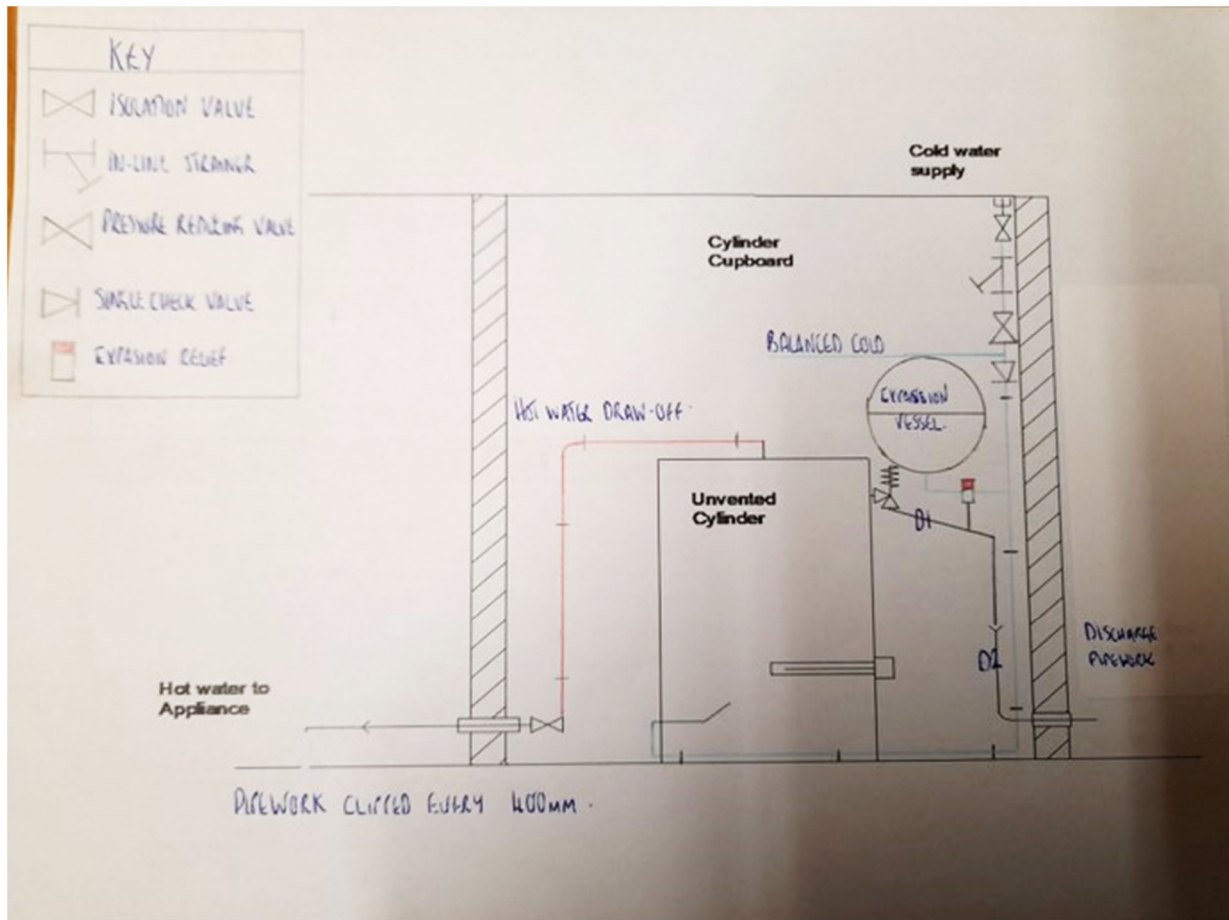 KEY
ISOLATION VALVE
IN-LINE STRAINER
PRESSURE REDUCING VALVE
SINGLE CHECK VALVE
EXPASION RELIEF
Cold water
supply
Cylinder
Cupboard
BALANCED COLD
EXPASSION
VESSEL.
HOT WATER DRAW-OFF.
Unvented
Cylinder
D1
D2
DISCHARGE
PIPEWORK
Hot water to
Appliance
PIPEWORK CLIPPED EVERY 400MM.